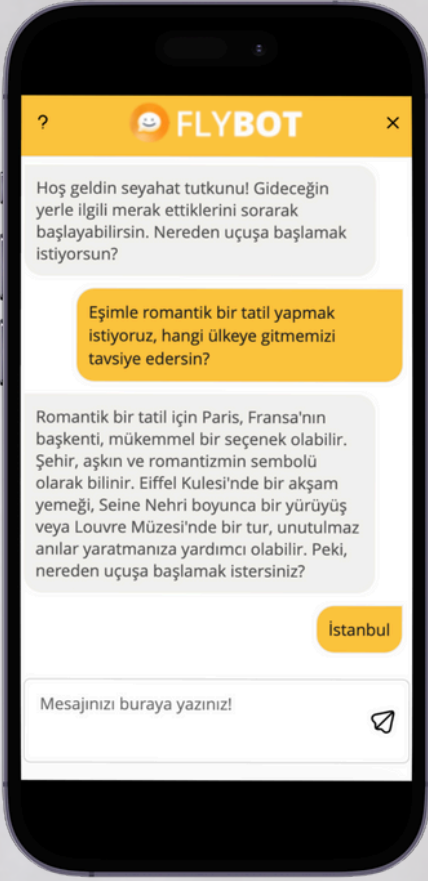 ?
FLYBOT
×
Hoş geldin seyahat tutkunu! Gideceğin
yerle ilgili merak ettiklerini sorarak
başlayabilirsin. Nereden uçuşa başlamak
istiyorsun?
Eşimle romantik bir tatil yapmak
istiyoruz, hangi ülkeye gitmemizi
tavsiye edersin?
Romantik bir tatil için Paris, Fransa'nın
başkenti, mükemmel bir seçenek olabilir.
Şehir, aşkın ve romantizmin sembolü
olarak bilinir. Eiffel Kulesi'nde bir akşam
yemeği, Seine Nehri boyunca bir yürüyüş
veya Louvre Müzesi'nde bir tur, unutulmaz
anılar yaratmanıza yardımcı olabilir. Peki,
nereden uçuşa başlamak istersiniz?
İstanbul
Mesajınızı buraya yazınız!